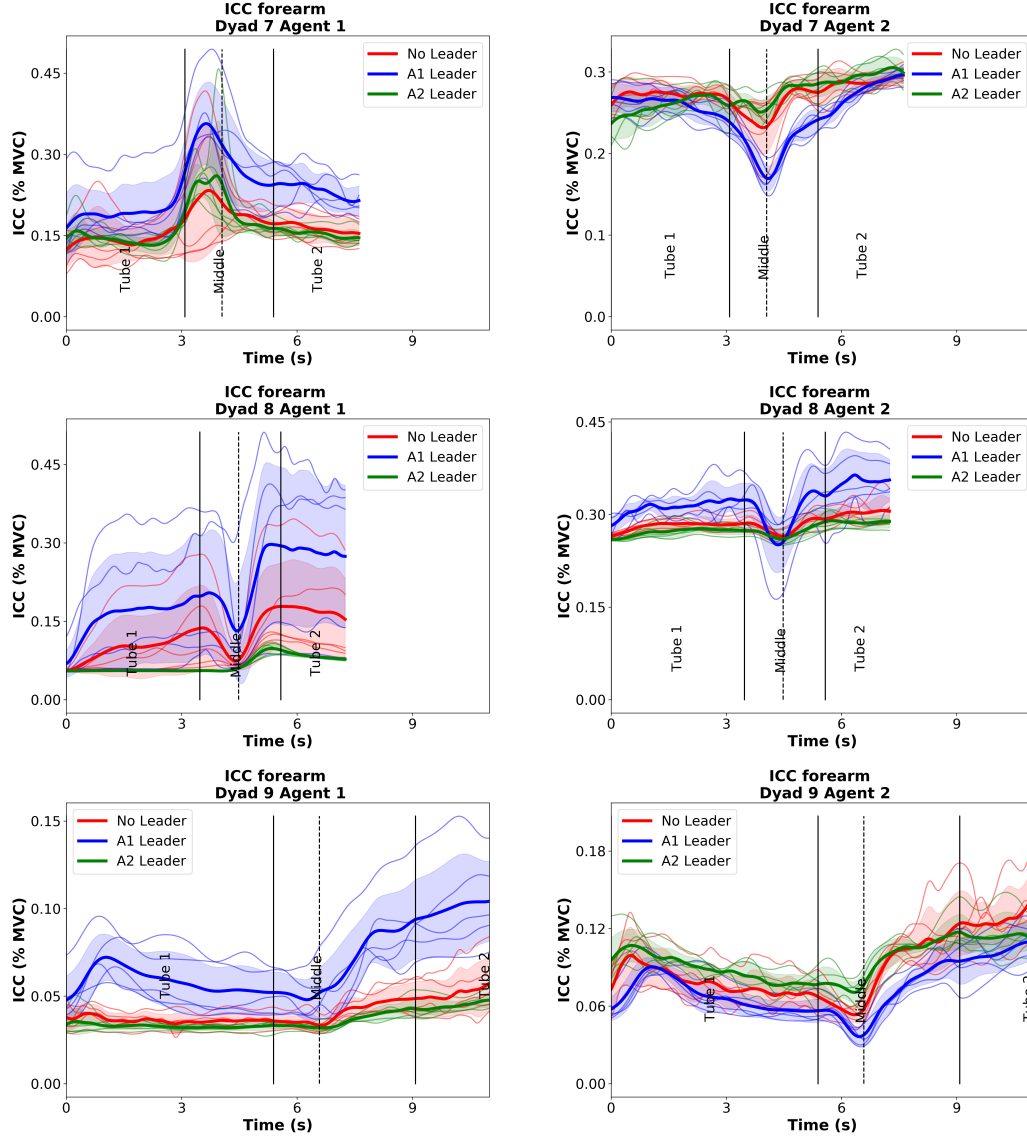 ICC forearm
Dyad 7 Agent 1
ICC (% MVC)
0.45
0.30
0.15
0.00
No Leader
A1 Leader
A2 Leader
Tube 1
Middle
Tube 2
0
3
6
9
Time (s)
ICC forearm
Dyad 7 Agent 2
ICC (% MVC)
0.3
0.2
0.1
0.0
No Leader
A1 Leader
A2 Leader
Tube 1
Middle
Tube 2
0
3
6
9
Time (s)
ICC forearm
Dyad 8 Agent 1
ICC (% MVC)
0.45
0.30
0.15
0.00
No Leader
A1 Leader
A2 Leader
Tube 1
Middle
Tube 2
0
3
6
9
Time (s)
ICC forearm
Dyad 8 Agent 2
ICC (% MVC)
0.45
0.30
0.15
0.00
No Leader
A1 Leader
A2 Leader
Tube 1
Middle
Tube 2
0
3
6
9
Time (s)
ICC forearm
Dyad 9 Agent 1
ICC (% MVC)
0.15
0.10
0.05
0.00
No Leader
A1 Leader
A2 Leader
Tube 1
Middle
Tube 2
0
3
6
9
Time (s)
ICC forearm
Dyad 9 Agent 2
ICC (% MVC)
0.18
0.12
0.06
0.00
No Leader
A1 Leader
A2 Leader
Tube 1
Middle
Tube 2
0
3
6
9
Time (s)